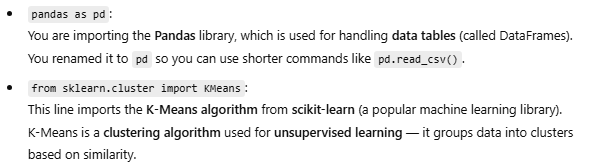 • pandas as pd :
You are importing the Pandas library, which is used for handling data tables (called DataFrames).
You renamed it to pd so you can use shorter commands like pd.read_csv() .
• from sklearn.cluster import KMeans :
This line imports the K-Means algorithm from scikit-learn (a popular machine learning library).
K-Means is a clustering algorithm used for unsupervised learning — it groups data into clusters
based on similarity.